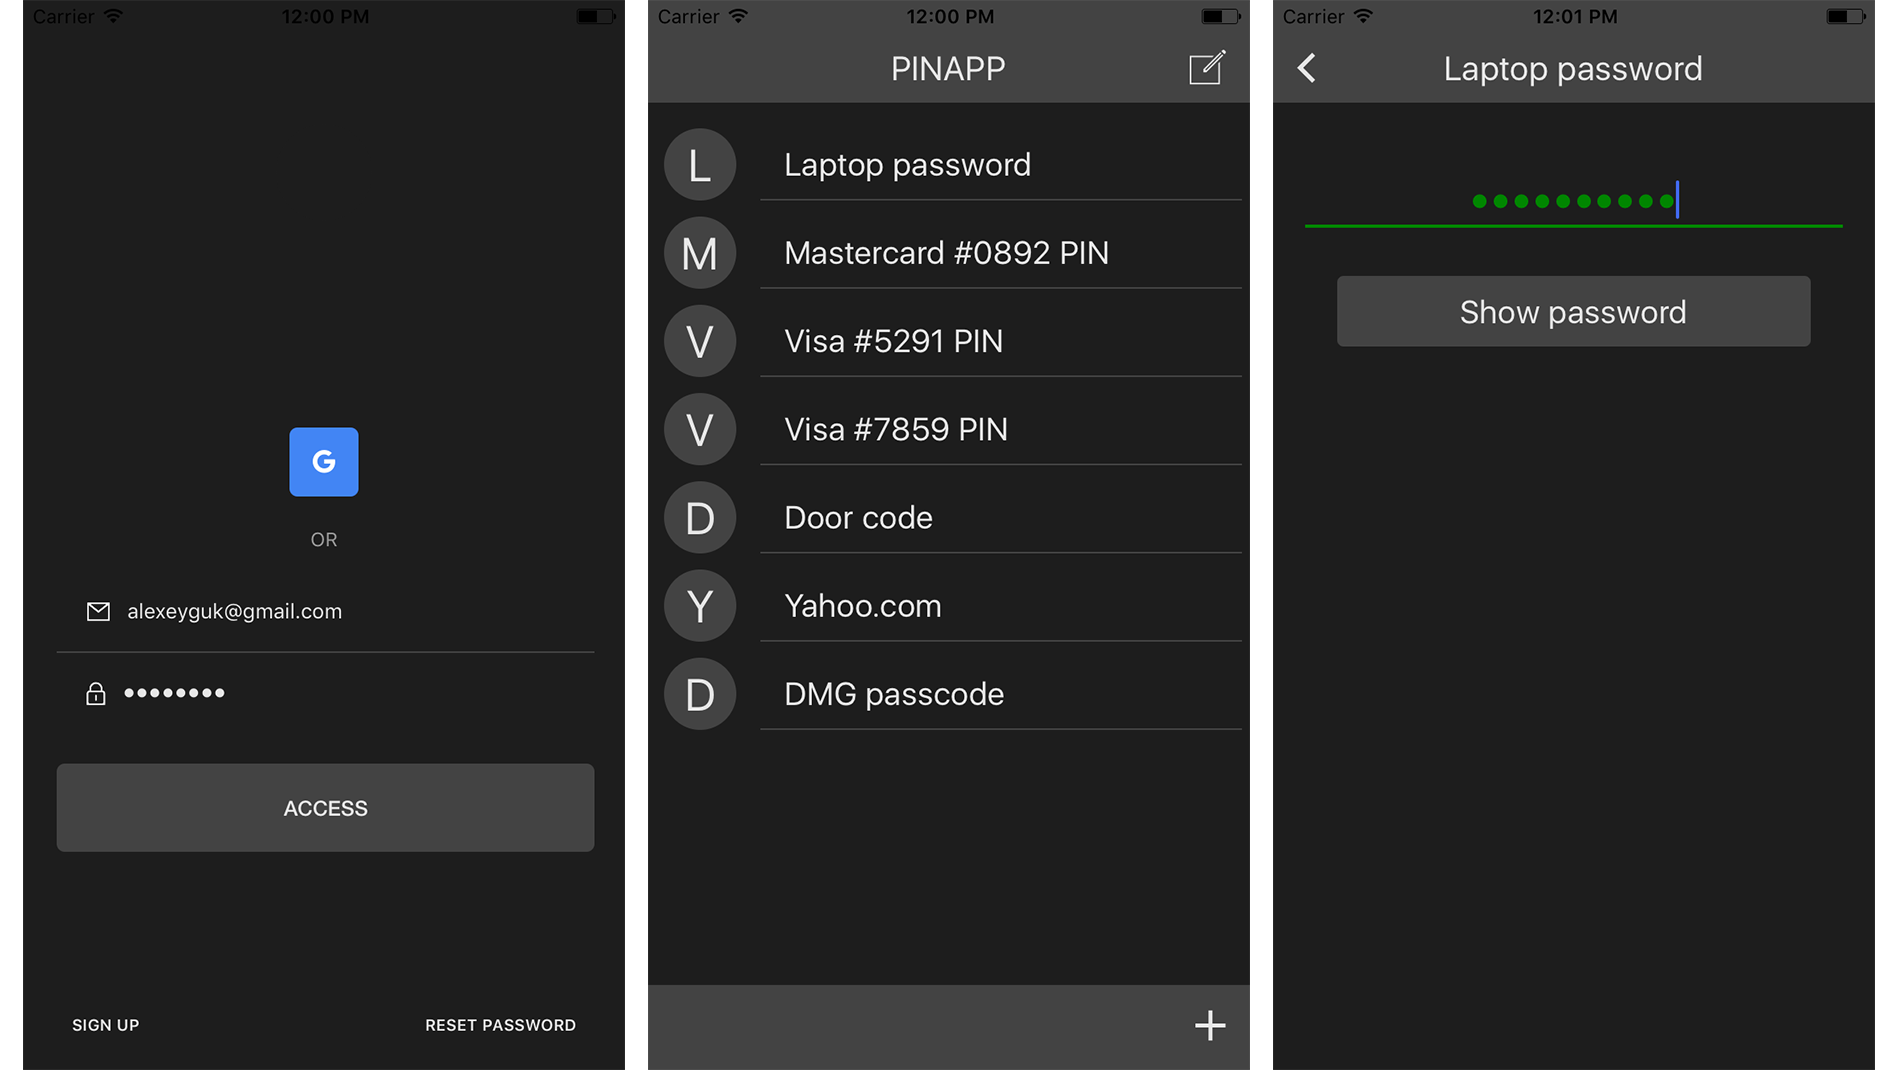 Carrier 12:00 PM
G
OR
alexeyguk@gmail.com
••••••••
ACCESS
SIGN UP RESET PASSWORD
Carrier 12:00 PM
PINAPP
L Laptop password
M Mastercard #0892 PIN
V Visa #5291 PIN
V Visa #7859 PIN
D Door code
Y Yahoo.com
D DMG passcode
+
Carrier 12:01 PM
Laptop password
••••••••••
Show password